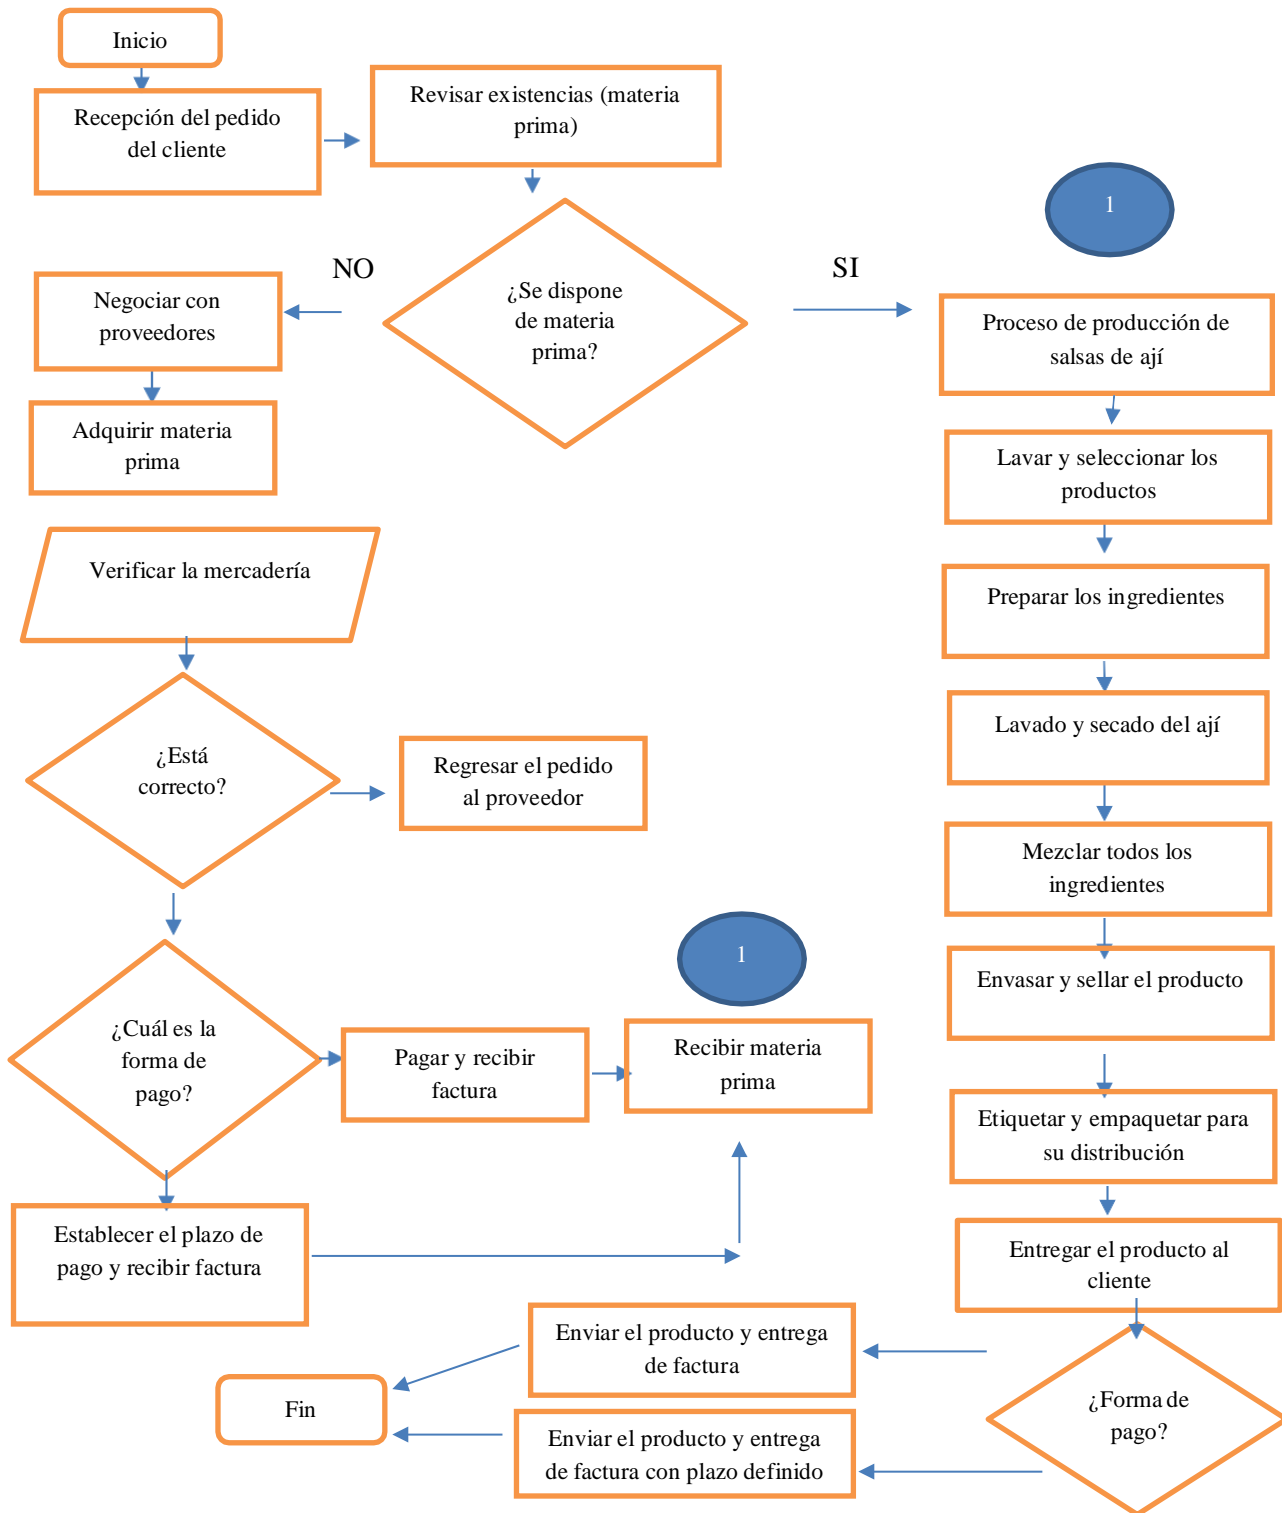 Inicio
Recepción del pedido
del cliente
Revisar existencias (materia
prima)
1
NO
SI
¿Se dispone
de materia
prima?
Negociar con
proveedores
Adquirir materia
prima
Proceso de producción de
salsas de ají
Lavar y seleccionar los
productos
Verificar la mercadería
Preparar los ingredientes
¿Está
correcto?
Regresar el pedido
al proveedor
Lavado y secado del ají
Mezclar todos los
ingredientes
1
Envasar y sellar el producto
¿Cuál es la
forma de
pago?
Pagar y recibir
factura
Recibir materia
prima
Etiquetar y empaquetar para
su distribución
Establecer el plazo de
pago y recibir factura
Entregar el producto al
cliente
Enviar el producto y entrega
de factura
Fin
¿Forma de
pago?
Enviar el producto y entrega
de factura con plazo definido